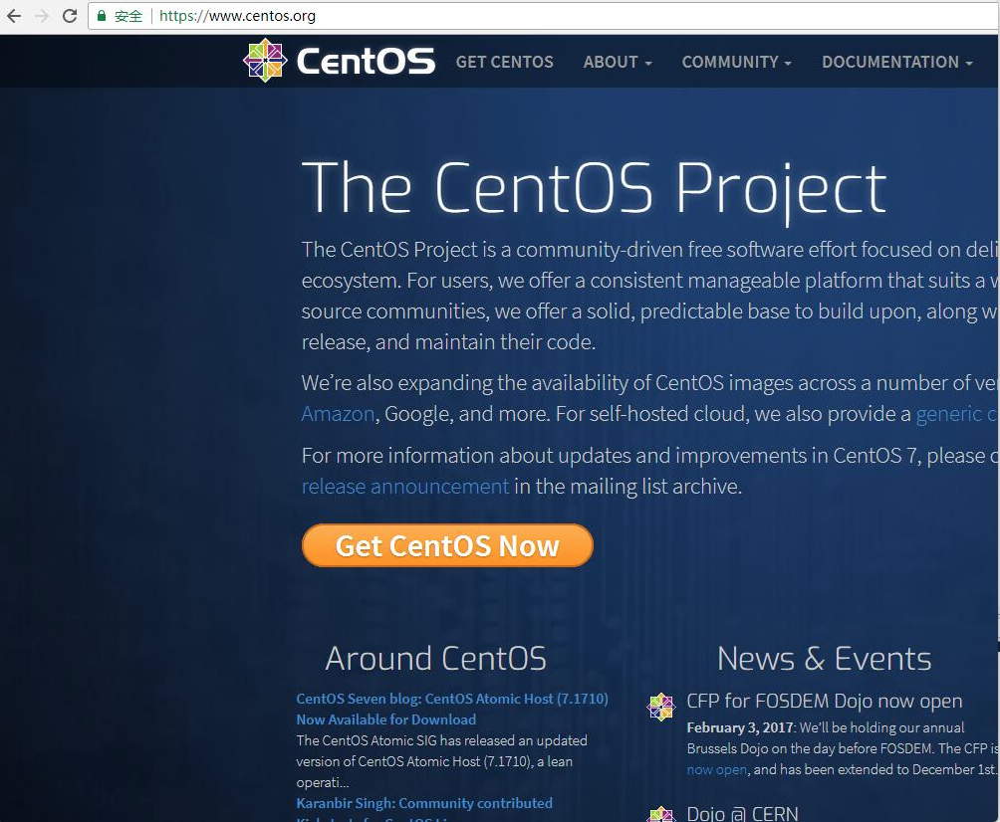 安全 https://www.centos.org
CentOS GET CENTOS ABOUT COMMUNITY DOCUMENTATION
The CentOS Project
The CentOS Project is a community-driven free software effort focused on deli
ecosystem. For users, we offer a consistent manageable platform that suits a w
source communities, we offer a solid, predictable base to build upon, along w
release, and maintain their code.
We’re also expanding the availability of CentOS images across a number of ve
Amazon, Google, and more. For self-hosted cloud, we also provide a generic c
For more information about updates and improvements in CentOS 7, please c
release announcement in the mailing list archive.
Get CentOS Now
Around CentOS
CentOS Seven blog: CentOS Atomic Host (7.1710)
Now Available for Download
The CentOS Atomic SIG has released an updated
version of CentOS Atomic Host (7.1710), a lean
operati...
Karanbir Singh: Community contributed
News & Events
CFP for FOSDEM Dojo now open
February 3, 2017: We’ll be holding our annual
Brussels Dojo on the day before FOSDEM. The CFP is
now open, and has been extended to December 1st.
Dojo @ CERN